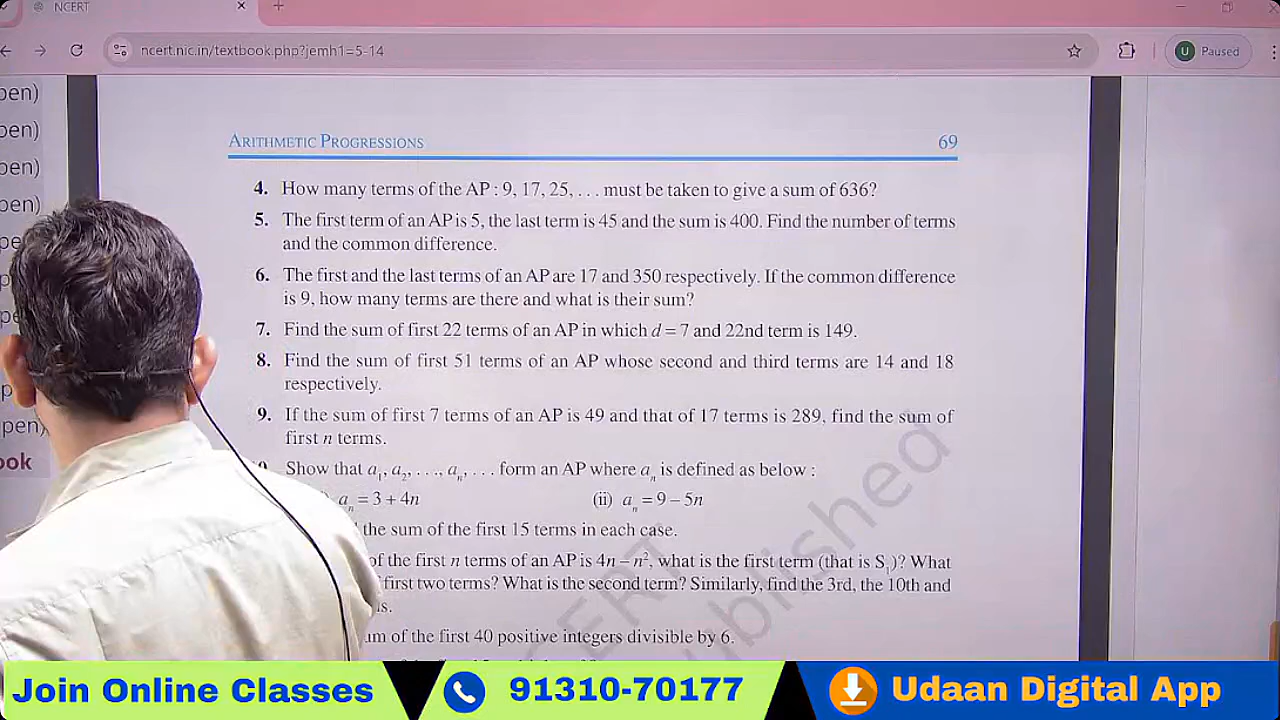 NCERT
ncert.nic.in/textbook.php?jemh1=5-14
U Paused
pen)
pen)
pen)
pen)
ARITHMETIC PROGRESSIONS 69
4. How many terms of the AP : 9, 17, 25, . . . must be taken to give a sum of 636?
5. The first term of an AP is 5, the last term is 45 and the sum is 400. Find the number of terms
and the common difference.
6. The first and the last terms of an AP are 17 and 350 respectively. If the common difference
is 9, how many terms are there and what is their sum?
7. Find the sum of first 22 terms of an AP in which d = 7 and 22nd term is 149.
8. Find the sum of first 51 terms of an AP whose second and third terms are 14 and 18
respectively.
9. If the sum of first 7 terms of an AP is 49 and that of 17 terms is 289, find the sum of
first n terms.
Show that a₁, a₂, . . ., aₙ, . . . form an AP where aₙ is defined as below :
aₙ = 3 + 4n (ii) aₙ = 9 – 5n
the sum of the first 15 terms in each case.
of the first n terms of an AP is 4n – n², what is the first term (that is S₁)? What
first two terms? What is the second term? Similarly, find the 3rd, the 10th and
um of the first 40 positive integers divisible by 6.
pen)
ook
ublished
Join Online Classes
91310-70177
Udaan Digital App